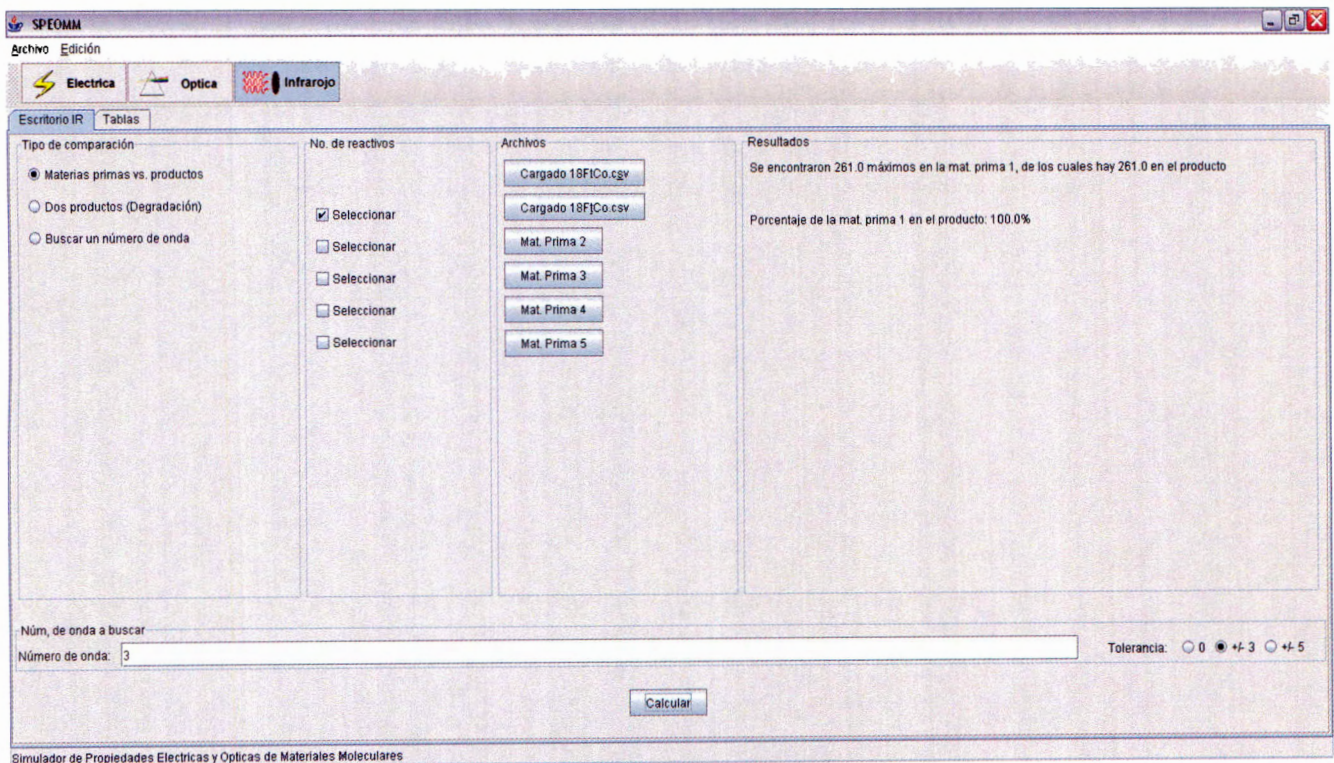 SPEOMM
Archivo Edición
Electrica Optica Infrarojo
Escritorio IR Tablas
Tipo de comparación
Materias primas vs. productos
Dos productos (Degradación)
Buscar un número de onda
No. de reactivos
Seleccionar
Seleccionar
Seleccionar
Seleccionar
Seleccionar
Archivos
Cargado 18FtCo.csv
Cargado 18FtCo.csv
Mat. Prima 2
Mat. Prima 3
Mat. Prima 4
Mat. Prima 5
Resultados
Se encontraron 261.0 máximos en la mat. prima 1, de los cuales hay 261.0 en el producto
Porcentaje de la mat. prima 1 en el producto: 100.0%
Núm, de onda a buscar
Número de onda: 3
Tolerancia: 0 +/- 3 +/- 5
Calcular
Simulador de Propiedades Electricas y Opticas de Materiales Moleculares